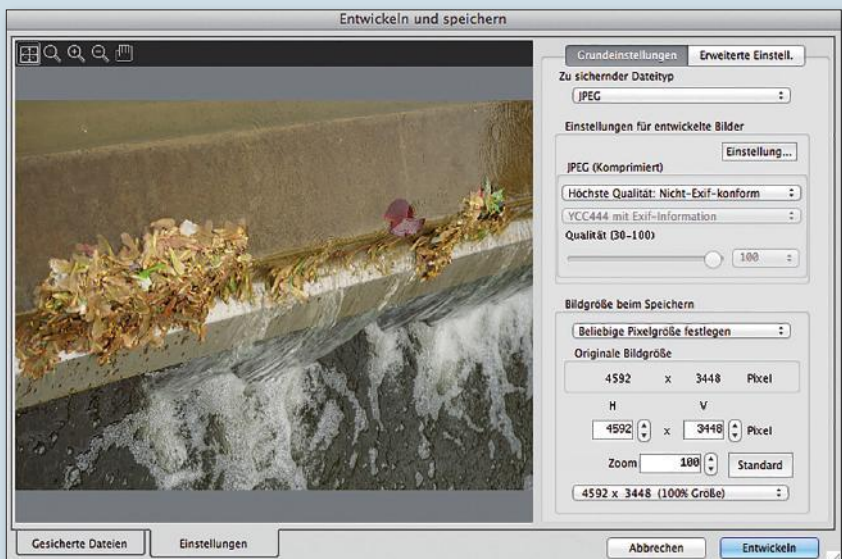 Entwickeln und speichern
Grundeinstellungen Erweiterte Einstell.
Zu sichernder Dateityp
JPEG
Einstellungen für entwickelte Bilder
Einstellung...
JPEG (Komprimiert)
Höchste Qualität: Nicht-Exif-konform
YCC444 mit Exif-Information
Qualität (30-100)
100
Bildgröße beim Speichern
Beliebige Pixelgröße festlegen
Originale Bildgröße
4592 x 3448 Pixel
H V
4592 x 3448 Pixel
Zoom 100 Standard
4592 x 3448 (100% Größe)
Gesicherte Dateien Einstellungen
Abbrechen Entwickeln